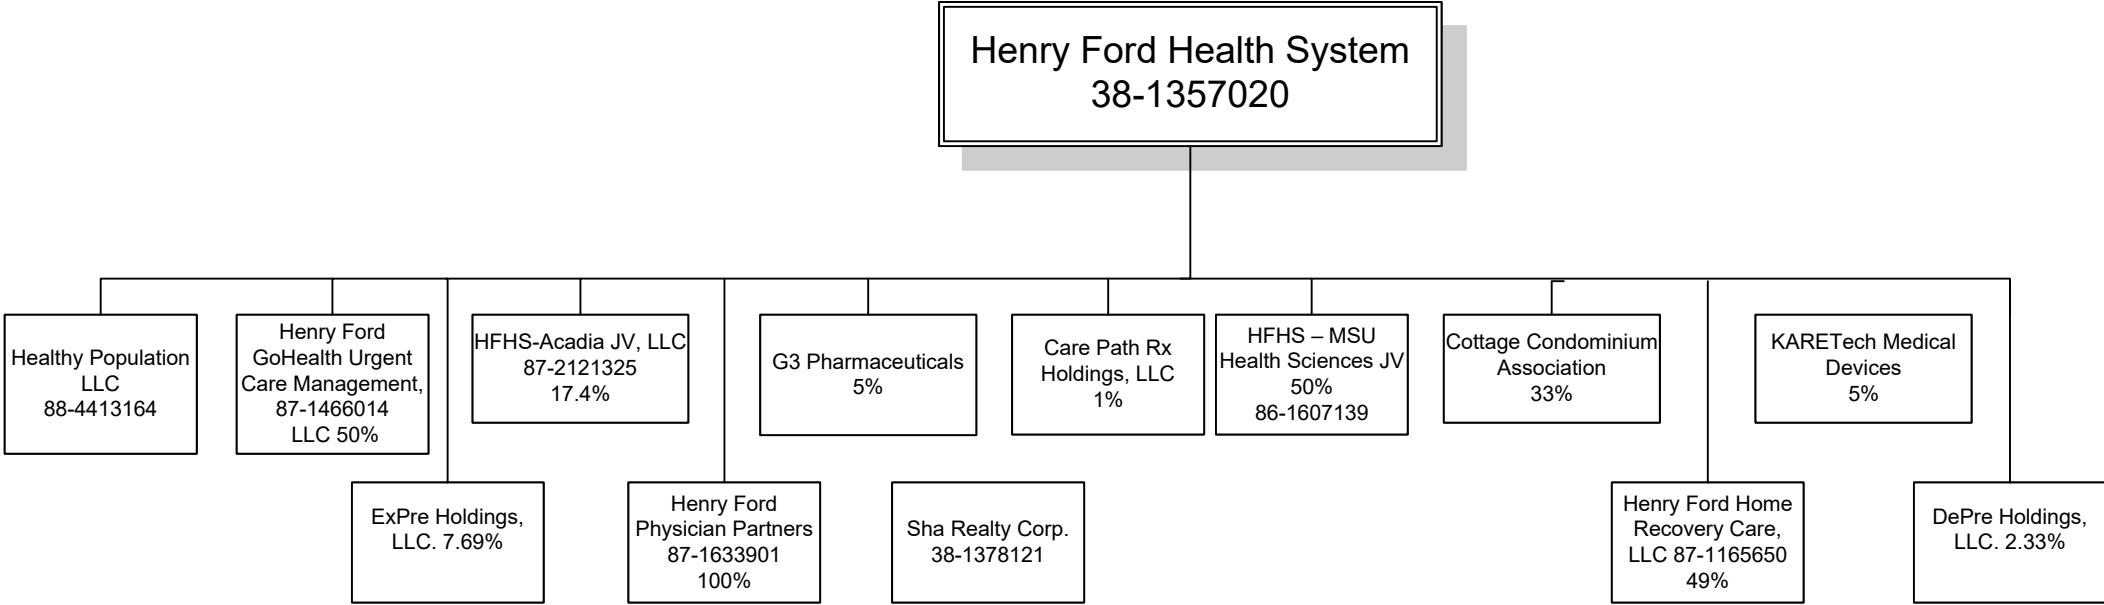 Henry Ford Health System
38-1357020
Healthy Population
LLC
88-4413164
Henry Ford
GoHealth Urgent
Care Management,
87-1466014
LLC 50%
HFHS-Acadia JV, LLC
87-2121325
17.4%
G3 Pharmaceuticals
5%
Care Path Rx
Holdings, LLC
1%
HFHS – MSU
Health Sciences JV
50%
86-1607139
Cottage Condominium
Association
33%
KARETech Medical
Devices
5%
ExPre Holdings,
LLC. 7.69%
Henry Ford
Physician Partners
87-1633901
100%
Sha Realty Corp.
38-1378121
Henry Ford Home
Recovery Care,
LLC 87-1165650
49%
DePre Holdings,
LLC. 2.33%